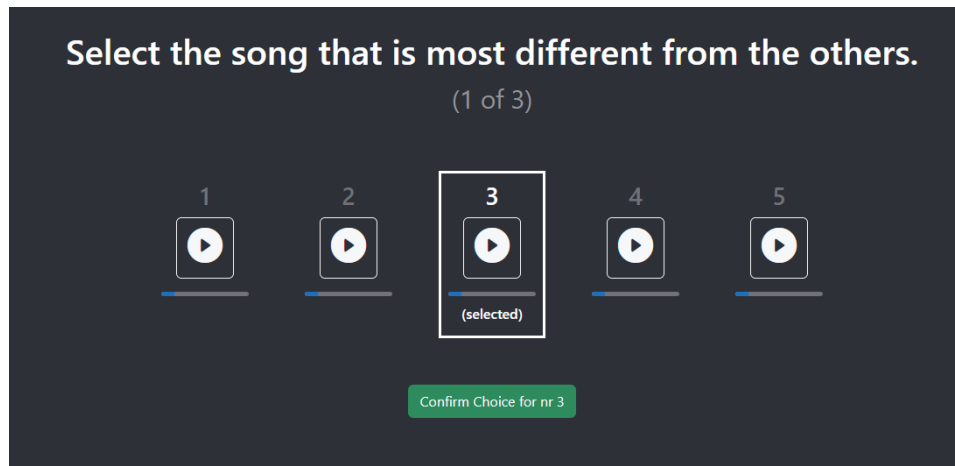 Select the song that is most different from the others.
(1 of 3)
1 2 3 4 5
(selected)
Confirm Choice for nr 3